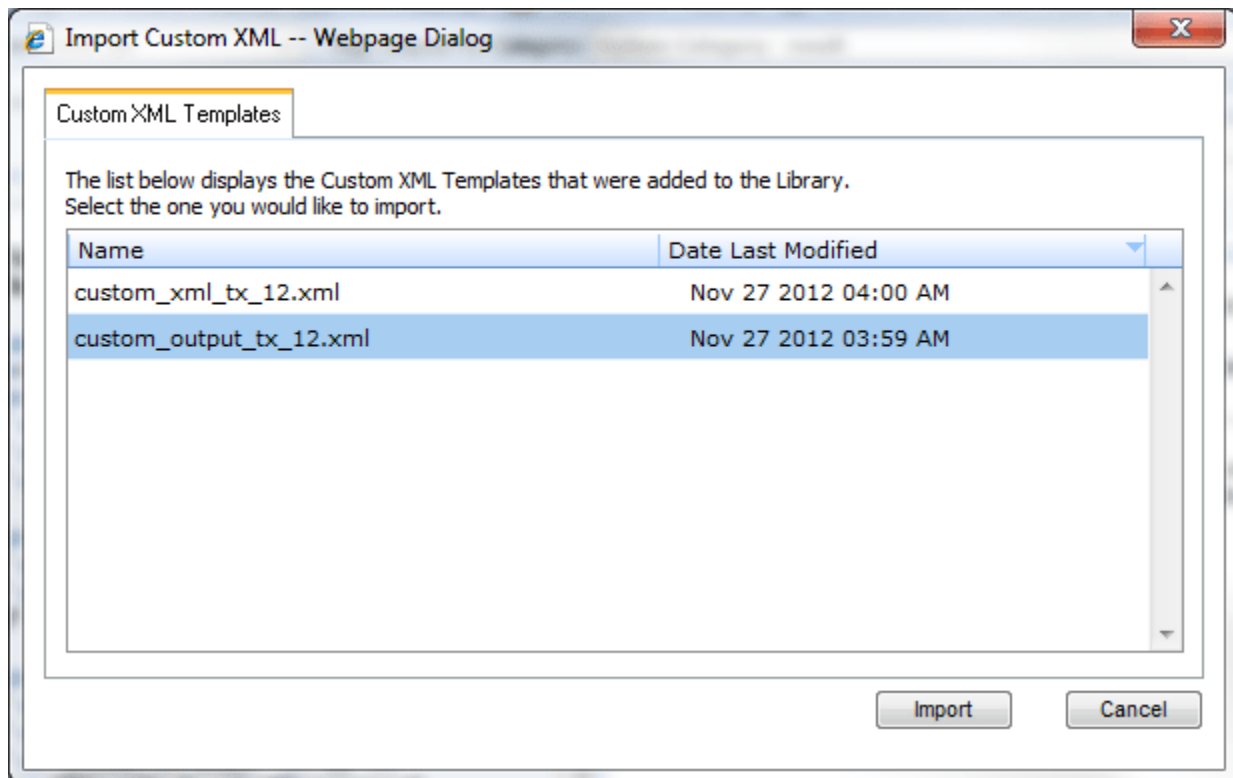 Import Custom XML -- Webpage Dialog
Custom XML Templates
The list below displays the Custom XML Templates that were added to the Library.
Select the one you would like to import.
Name Date Last Modified
custom_xml_tx_12.xml Nov 27 2012 04:00 AM
custom_output_tx_12.xml Nov 27 2012 03:59 AM
Import Cancel